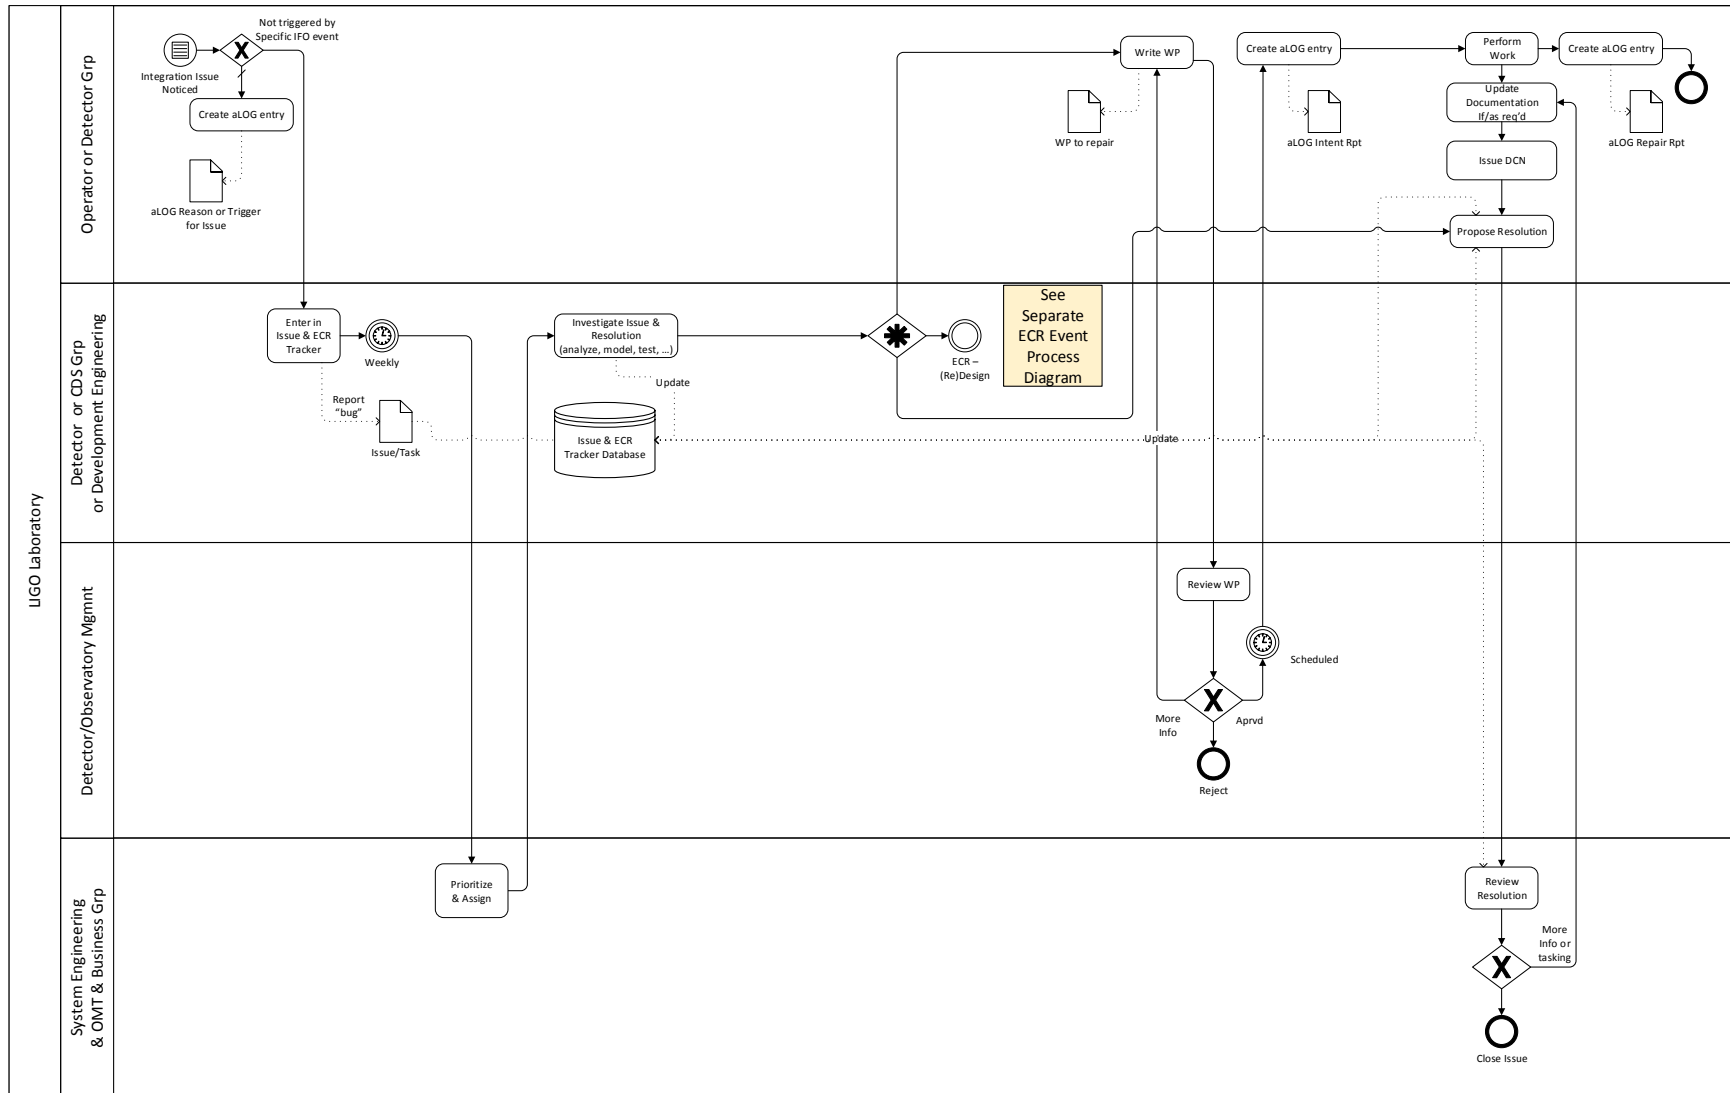 LIGO Laboratory
Operator or Detector Grp
Not triggered by
Specific IFO event
X
Integration Issue
Noticed
Create aLOG entry
aLOG Reason or Trigger
for Issue
Write WP
WP to repair
Create aLOG entry
aLOG Intent Rpt
Perform
Work
Create aLOG entry
aLOG Repair Rpt
Update
Documentation
If/as req'd
Issue DCN
Propose Resolution
Detector or CDS Grp
or Development Engineering
Enter in
Issue & ECR
Tracker
Weekly
Report
“bug”
Issue/Task
Investigate Issue &
Resolution
(analyze, model, test, …)
Update
Issue & ECR
Tracker Database
ECR –
(Re)Design
See
Separate
ECR Event
Process
Diagram
Update
Detector/Observatory Mgmnt
Review WP
Scheduled
X
More
Info
Aprvd
Reject
System Engineering
& OMT & Business Grp
Prioritize
& Assign
Review
Resolution
X
More
Info or
tasking
Close Issue